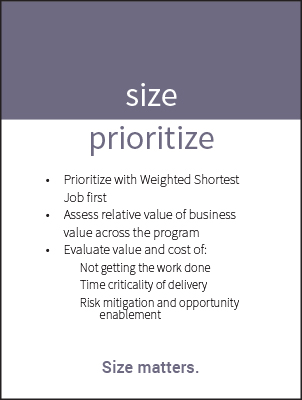 size
prioritize
• Prioritize with Weighted Shortest
Job first
• Assess relative value of business
value across the program
• Evaluate value and cost of:
Not getting the work done
Time criticality of delivery
Risk mitigation and opportunity
enablement
Size matters.